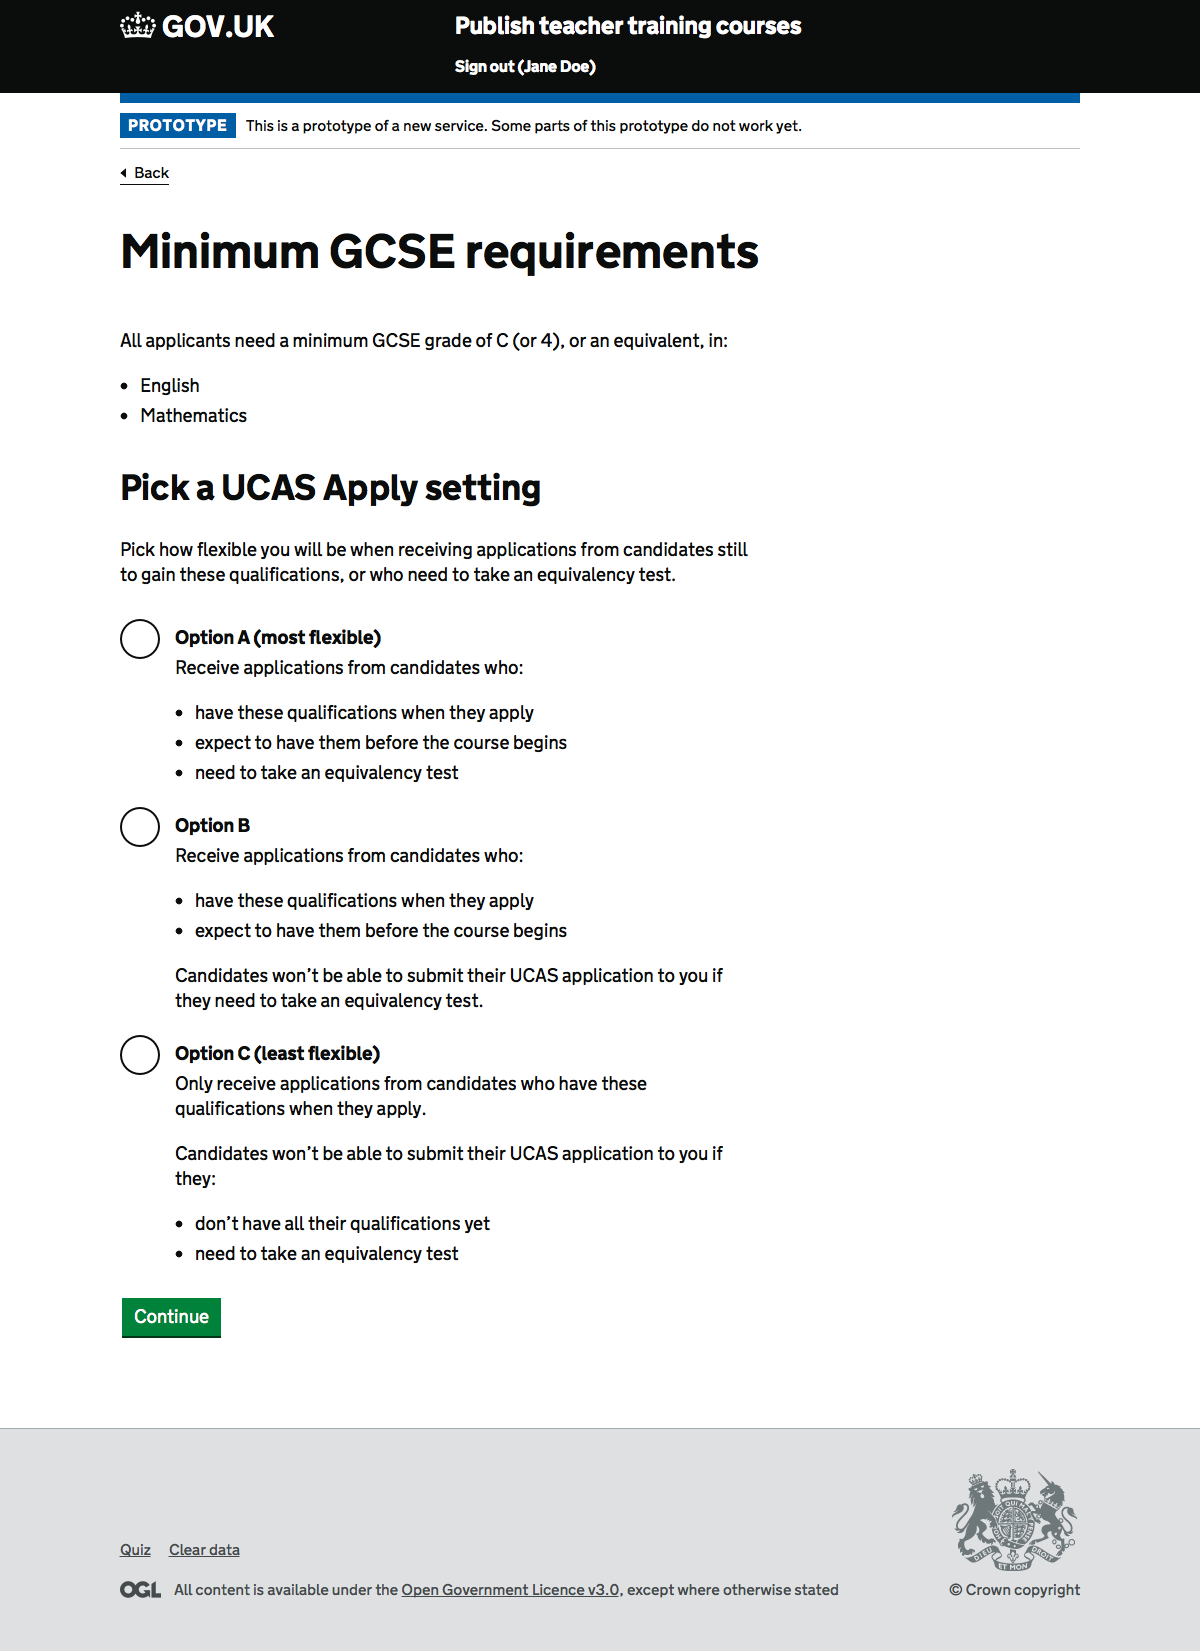 GOV.UK
Publish teacher training courses
Sign out (Jane Doe)
PROTOTYPE This is a prototype of a new service. Some parts of this prototype do not work yet.
Back
Minimum GCSE requirements
All applicants need a minimum GCSE grade of C (or 4), or an equivalent, in:
• English
• Mathematics
Pick a UCAS Apply setting
Pick how flexible you will be when receiving applications from candidates still
to gain these qualifications, or who need to take an equivalency test.
Option A (most flexible)
Receive applications from candidates who:
• have these qualifications when they apply
• expect to have them before the course begins
• need to take an equivalency test
Option B
Receive applications from candidates who:
• have these qualifications when they apply
• expect to have them before the course begins
Candidates won’t be able to submit their UCAS application to you if
they need to take an equivalency test.
Option C (least flexible)
Only receive applications from candidates who have these
qualifications when they apply.
Candidates won’t be able to submit their UCAS application to you if
they:
• don’t have all their qualifications yet
• need to take an equivalency test
Continue
Quiz Clear data
OGL All content is available under the Open Government Licence v3.0, except where otherwise stated
DIEU ET MON DROIT
© Crown copyright